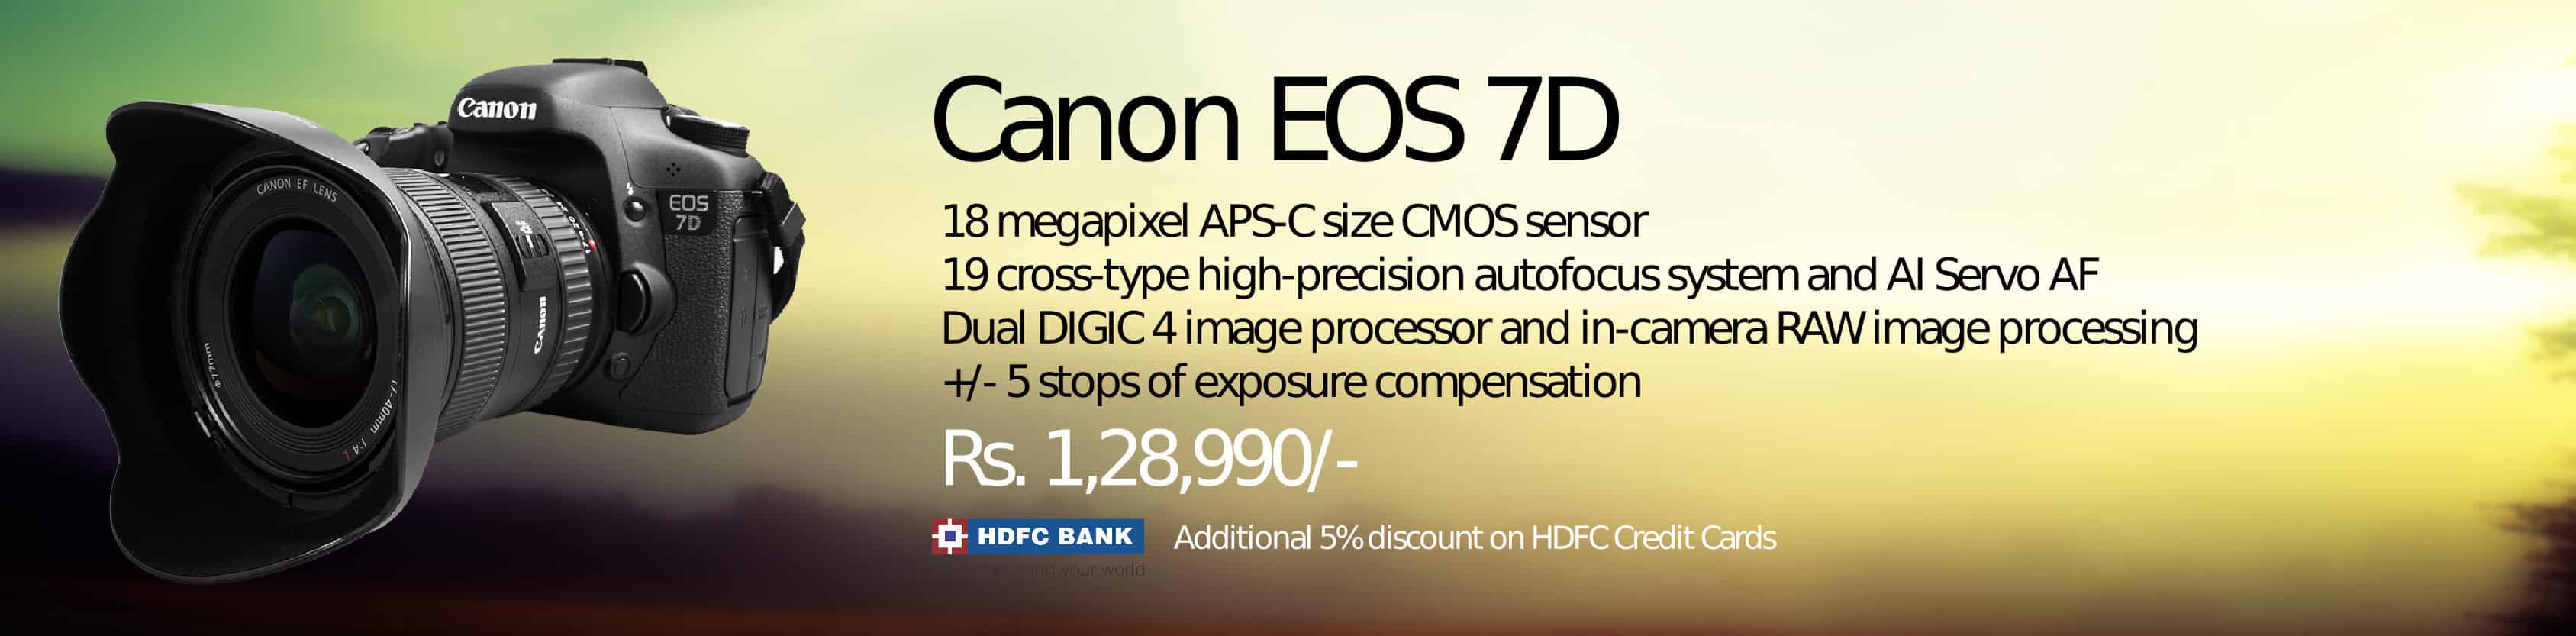 Canon
CANON EF LENS
EOS
7D
Canon
Canon EOS 7D
18 megapixel APS-C size CMOS sensor
19 cross-type high-precision autofocus system and AI Servo AF
Dual DIGIC 4 image processor and in-camera RAW image processing
+/- 5 stops of exposure compensation
Rs. 1,28,990/-
HDFC BANK
your world
Additional 5% discount on HDFC Credit Cards